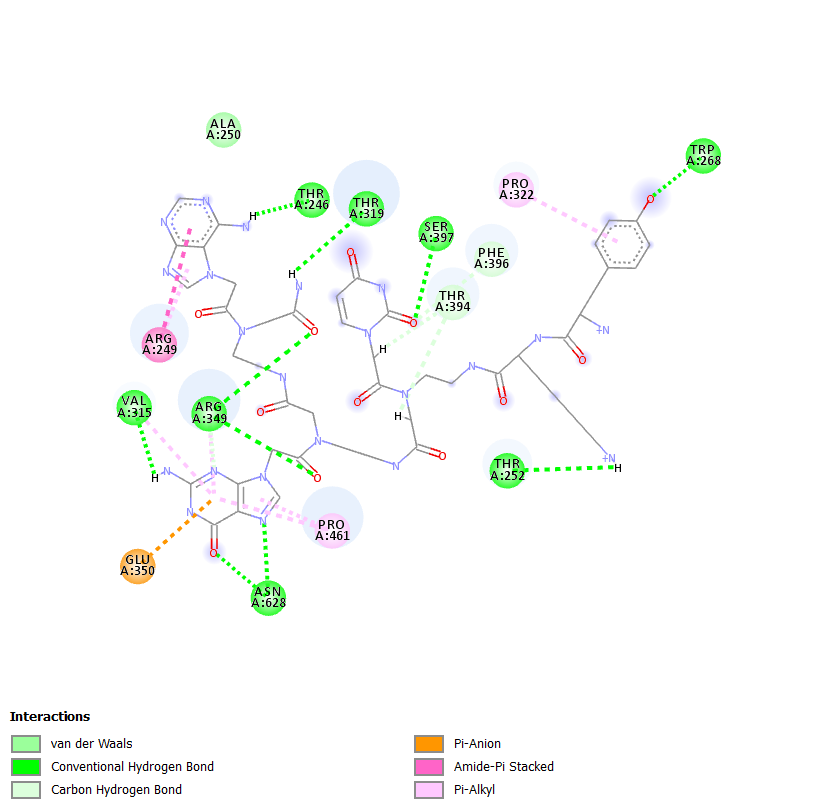 ALA
A:250
TRP
A:268
THR
A:246
THR
A:319
PRO
A:322
SER
A:397
PHE
A:396
THR
A:394
ARG
A:249
VAL
A:315
ARG
A:349
THR
A:252
PRO
A:461
GLU
A:350
ASN
A:628
N
N
N
N
N
H
H
N
O
N
O
O
N
O
N
O
H
N
O
N
H
O
N
O
N
N
O
+N
O
+N
H
N
O
N
O
N
H
N
N
N
N
O
Interactions
van der Waals
Conventional Hydrogen Bond
Carbon Hydrogen Bond
Pi-Anion
Amide-Pi Stacked
Pi-Alkyl